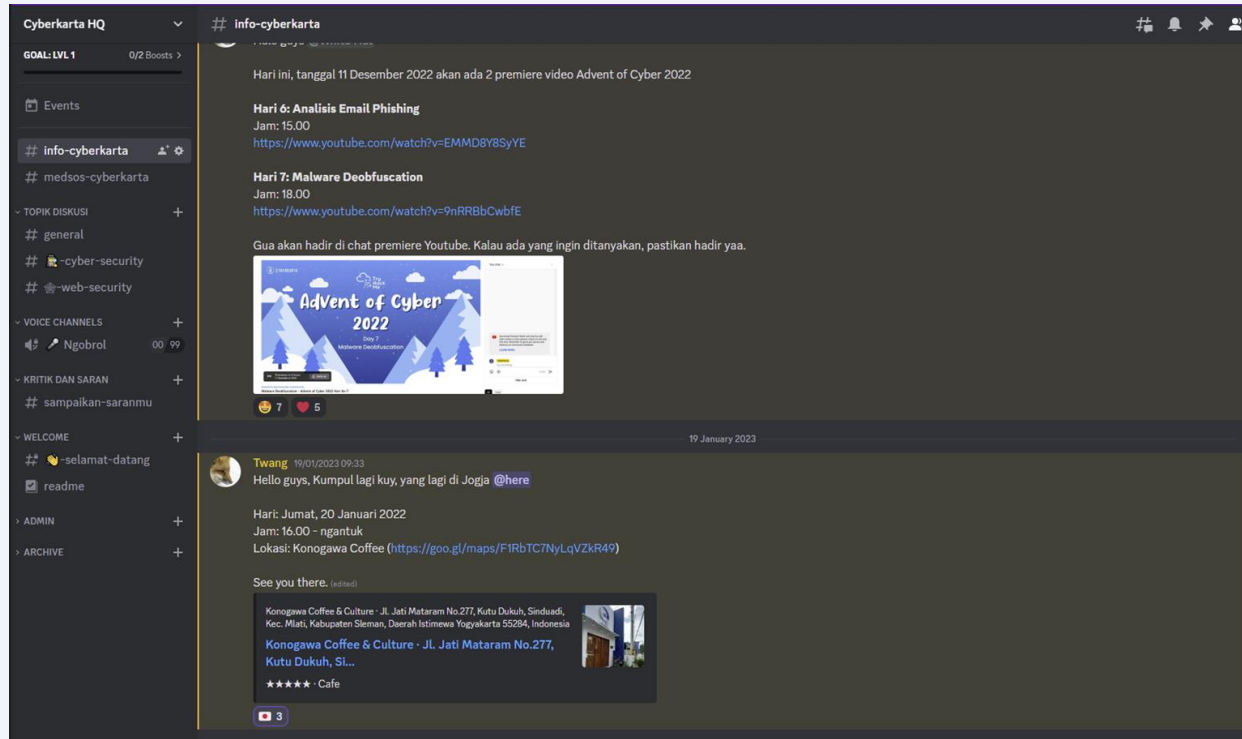 Cyberkarta HQ
GOAL: LVL 1
0/2 Boosts >
Events
info-cyberkarta
medsos-cyberkarta
TOPIK DISKUSI
general
-cyber-security
-web-security
VOICE CHANNELS
Ngobrol
00 99
KRITIK DAN SARAN
sampaikan-saranmu
WELCOME
-selamat-datang
readme
ADMIN
ARCHIVE
info-cyberkarta
Hari ini, tanggal 11 Desember 2022 akan ada 2 premiere video Advent of Cyber 2022
Hari 6: Analisis Email Phishing
Jam: 15.00
https://www.youtube.com/watch?v=EMMD8Y8SyYE
Hari 7: Malware Deobfuscation
Jam: 18.00
https://www.youtube.com/watch?v=9nRRBbCwbfE
Gua akan hadir di chat premiere Youtube. Kalau ada yang ingin ditanyakan, pastikan hadir yaa.
Advent of Cyber
2022
Day 7
Malware Deobfuscation
7
5
19 January 2023
Twang 19/01/2023 09:33
Hello guys, Kumpul lagi kuy, yang lagi di Jogja @here
Hari: Jumat, 20 Januari 2022
Jam: 16.00 - ngantuk
Lokasi: Konogawa Coffee (https://goo.gl/maps/F1RbTC7NyLqVZkR49)
See you there. (edited)
Konogawa Coffee & Culture · Jl. Jati Mataram No.277, Kutu Dukuh, Sinduadi,
Kec. Mlati, Kabupaten Sleman, Daerah Istimewa Yogyakarta 55284, Indonesia
Konogawa Coffee & Culture · Jl. Jati Mataram No.277,
Kutu Dukuh, Si...
★★★★★ · Cafe
3